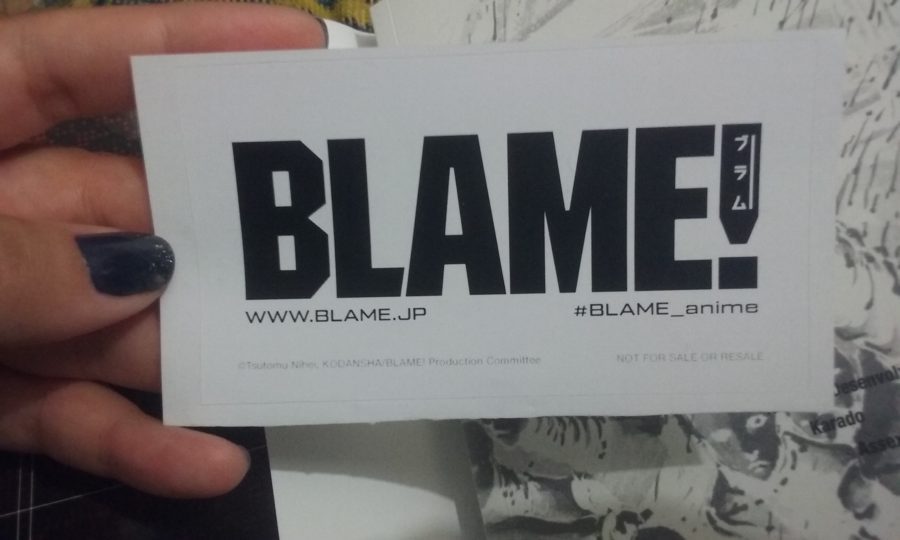 BLAME!
ブラム
WWW.BLAME.JP
#BLAME_anime
©Tsutomu Nihei, KODANSHA/BLAME! Production Committee
NOT FOR SALE OR RESALE
Karado